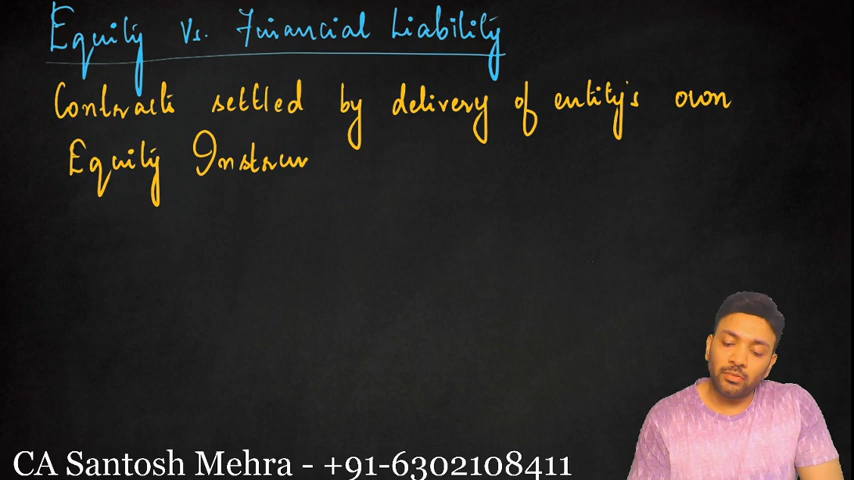 Equity Vs. Financial Liability
Contracts settled by delivery of entity's own
Equity Instrum
CA Santosh Mehra - +91-6302108411